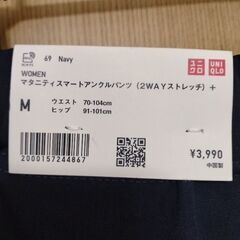 69 Navy
ユニ クロ
UNI QLO
WOMEN
マタニティスマートアンクルパンツ（2WAYストレッチ）＋
M
ウエスト 70-104cm
ヒップ 91-101cm
¥3,990
中国製
2000157244867